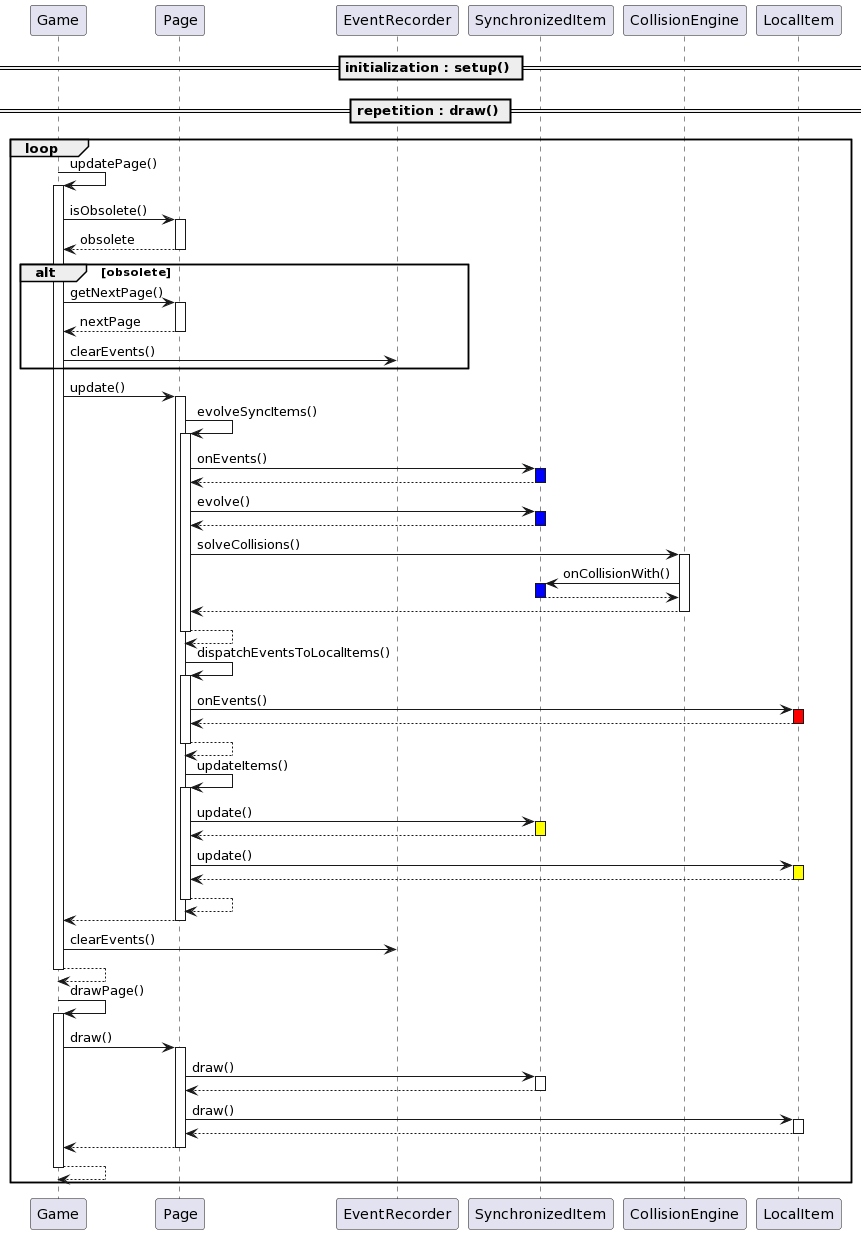 Game Page EventRecorder SynchronizedItem CollisionEngine LocalItem
initialization : setup()
repetition : draw()
loop
updatePage()
isObsolete()
obsolete
alt [obsolete]
getNextPage()
nextPage
clearEvents()
update()
evolveSyncItems()
onEvents()
evolve()
solveCollisions()
onCollisionWith()
dispatchEventsToLocalItems()
onEvents()
updateItems()
update()
update()
clearEvents()
drawPage()
draw()
draw()
draw()
Game Page EventRecorder SynchronizedItem CollisionEngine LocalItem